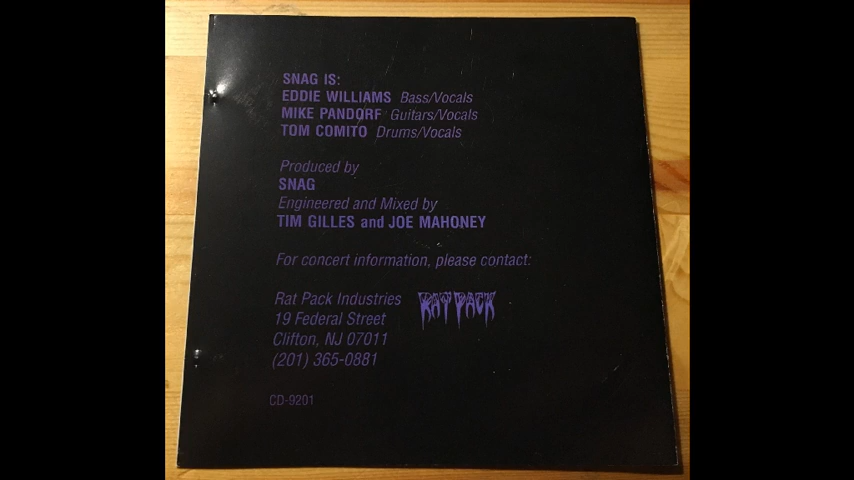 SNAG IS:
EDDIE WILLIAMS Bass/Vocals
MIKE PANDORF Guitars/Vocals
TOM COMITO Drums/Vocals
Produced by
SNAG
Engineered and Mixed by
TIM GILLES and JOE MAHONEY
For concert information, please contact:
Rat Pack Industries
RAT PACK
19 Federal Street
Clifton, NJ 07011
(201) 365-0881
CD-9201